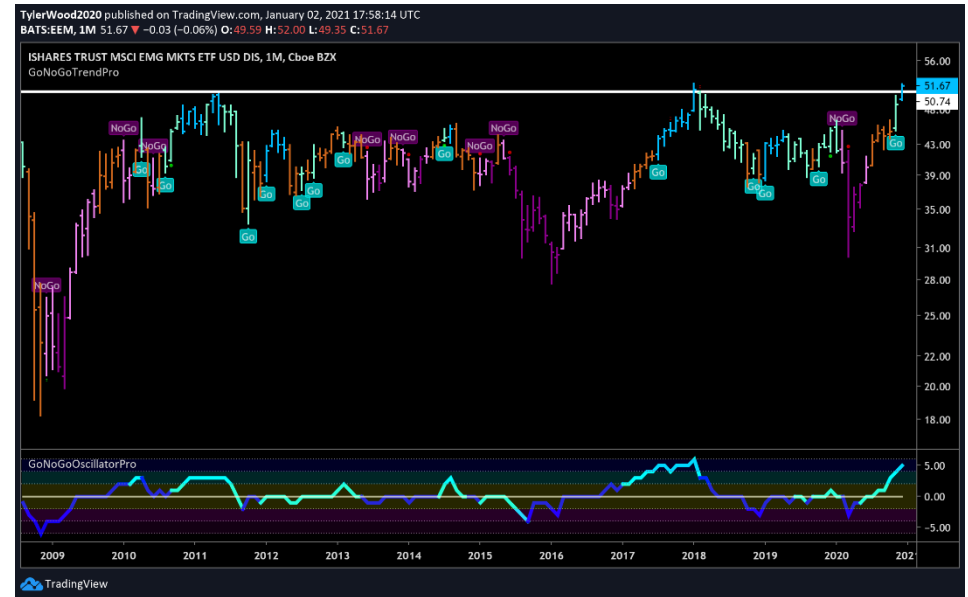 TylerWood2020 published on TradingView.com, January 02, 2021 17:58:14 UTC
BATS:EEM, 1M 51.67 ▼ −0.03 (−0.06%) O:49.59 H:52.00 L:49.35 C:51.67
ISHARES TRUST MSCI EMG MKTS ETF USD DIS, 1M, Cboe BZX
GoNoGoTrendPro
56.00
51.67
50.74
48.00
NoGo NoGo NoGo NoGo NoGo NoGo NoGo
43.00
Go Go Go Go Go
39.00
Go Go Go Go Go Go Go
35.00
Go
31.00
NoGo
28.00
25.00
22.00
20.00
18.00
GoNoGoOscillatorPro
5.00
0.00
−5.00
2009 2010 2011 2012 2013 2014 2015 2016 2017 2018 2019 2020 202
TradingView